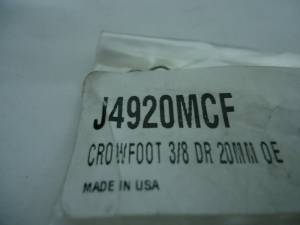 J4920MCF
CROWFOOT 3/8 DR 20MM OE
MADE IN USA